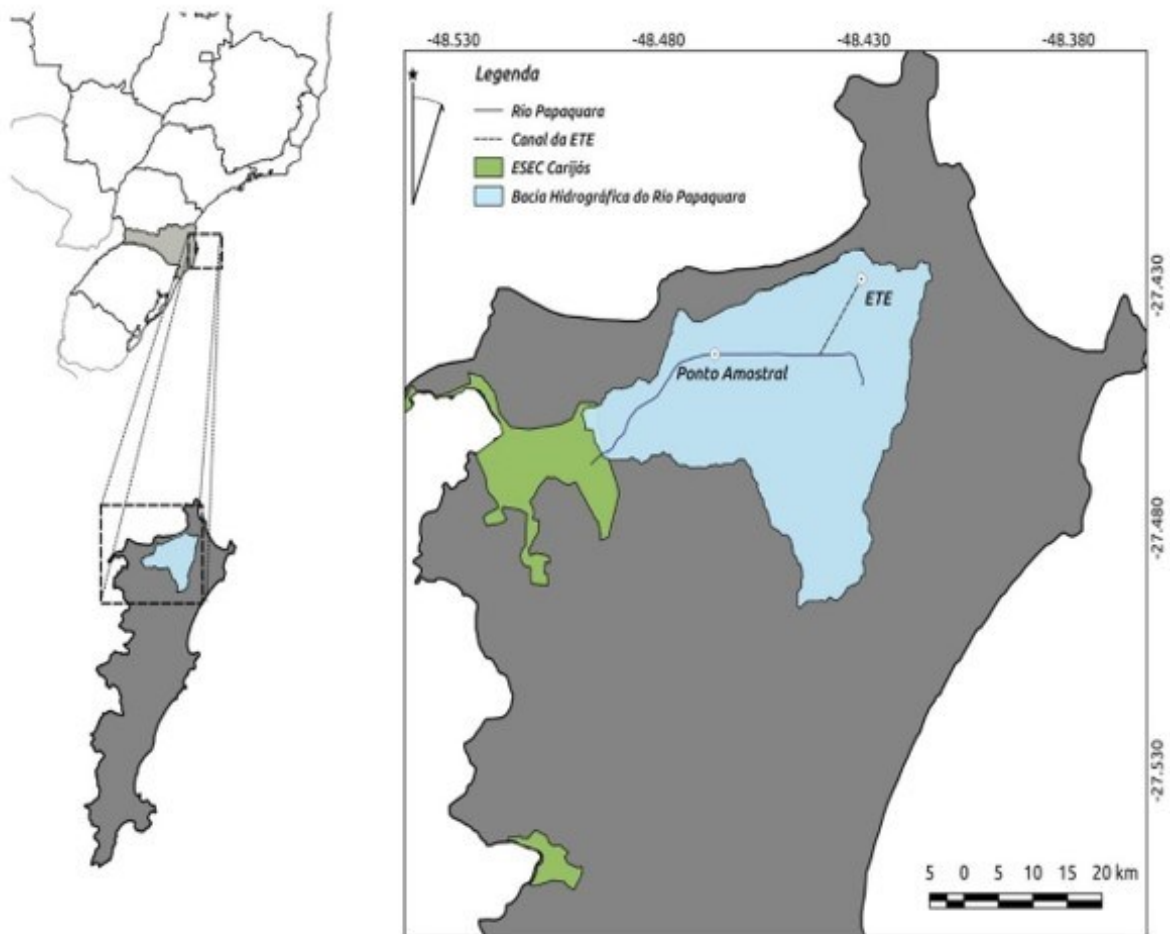 -48.530 -48.480 -48.430 -48.380
Legenda
Rio Papaquara
Canal da ETE
ESEC Carijós
Bacia Hidrográfica do Rio Papaquara
-27.430
ETE
Ponto Amostral
-27.480
-27.530
5 0 5 10 15 20 km